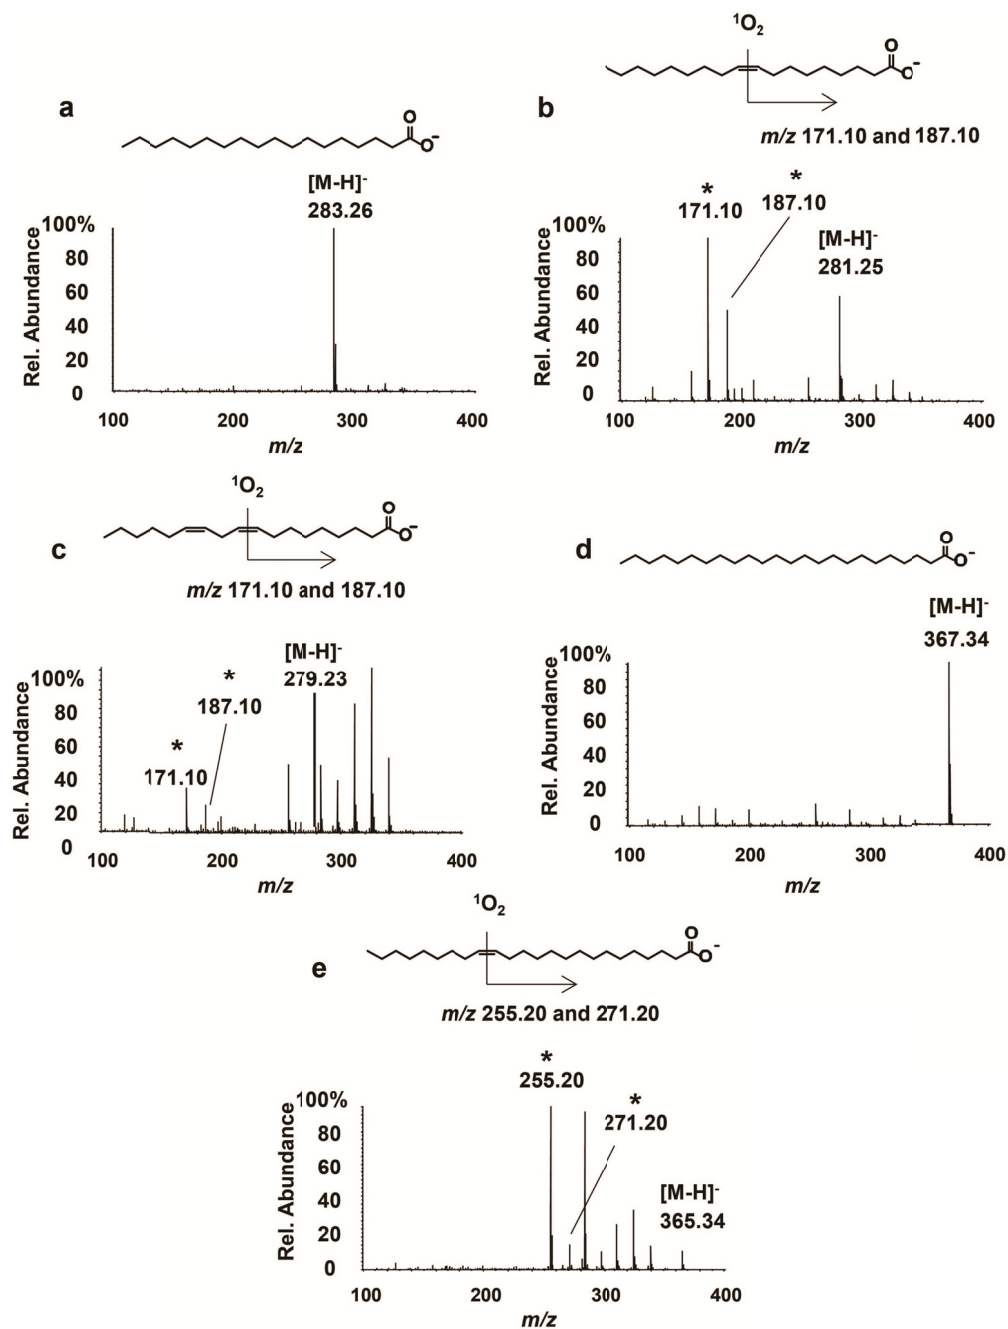 a
O
O-
[M-H]-
283.26
Rel. Abundance
100%
80
60
40
20
0
100 200 300 400
m/z
b
¹O₂
O
O-
m/z 171.10 and 187.10
*
171.10
*
187.10
[M-H]-
281.25
Rel. Abundance
100%
80
60
40
20
0
100 200 300 400
m/z
c
¹O₂
O
O-
m/z 171.10 and 187.10
*
171.10
*
187.10
[M-H]-
279.23
Rel. Abundance
100%
80
60
40
20
0
100 200 300 400
m/z
d
O
O-
[M-H]-
367.34
Rel. Abundance
100%
80
60
40
20
0
100 200 300 400
m/z
e
¹O₂
O
O-
m/z 255.20 and 271.20
*
255.20
*
271.20
[M-H]-
365.34
Rel. Abundance
100%
80
60
40
20
0
100 200 300 400
m/z